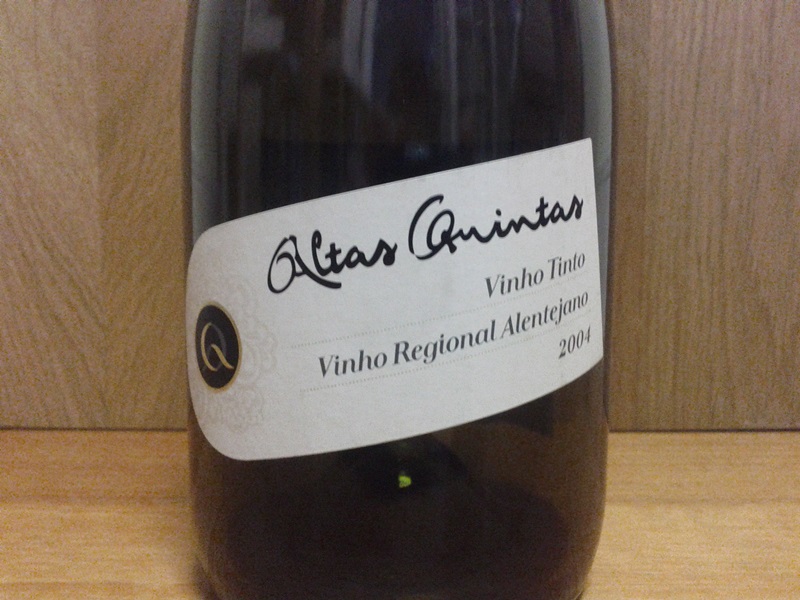 Altas Quintas
Vinho Tinto
Vinho Regional Alentejano
2004
Q